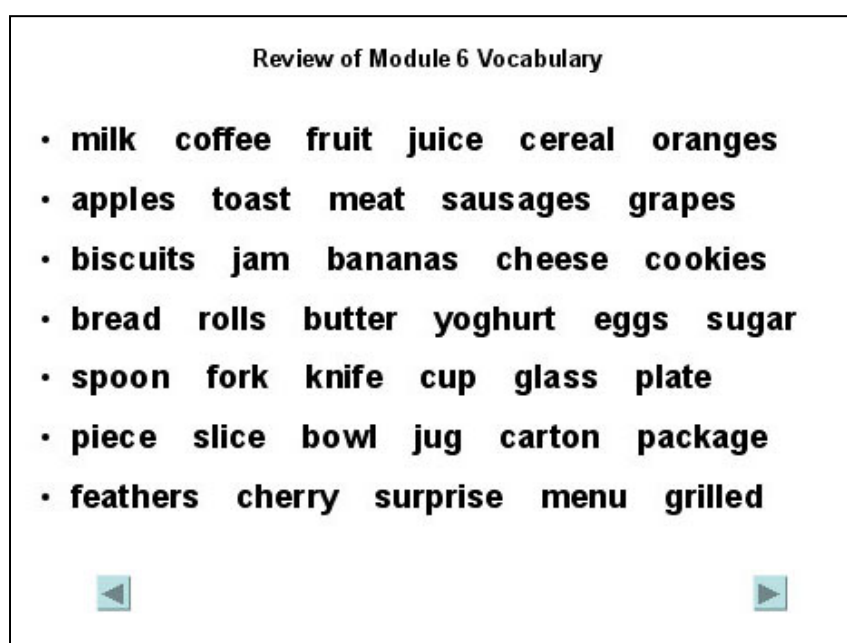 Review of Module 6 Vocabulary
• milk coffee fruit juice cereal oranges
• apples toast meat sausages grapes
• biscuits jam bananas cheese cookies
• bread rolls butter yoghurt eggs sugar
• spoon fork knife cup glass plate
• piece slice bowl jug carton package
• feathers cherry surprise menu grilled